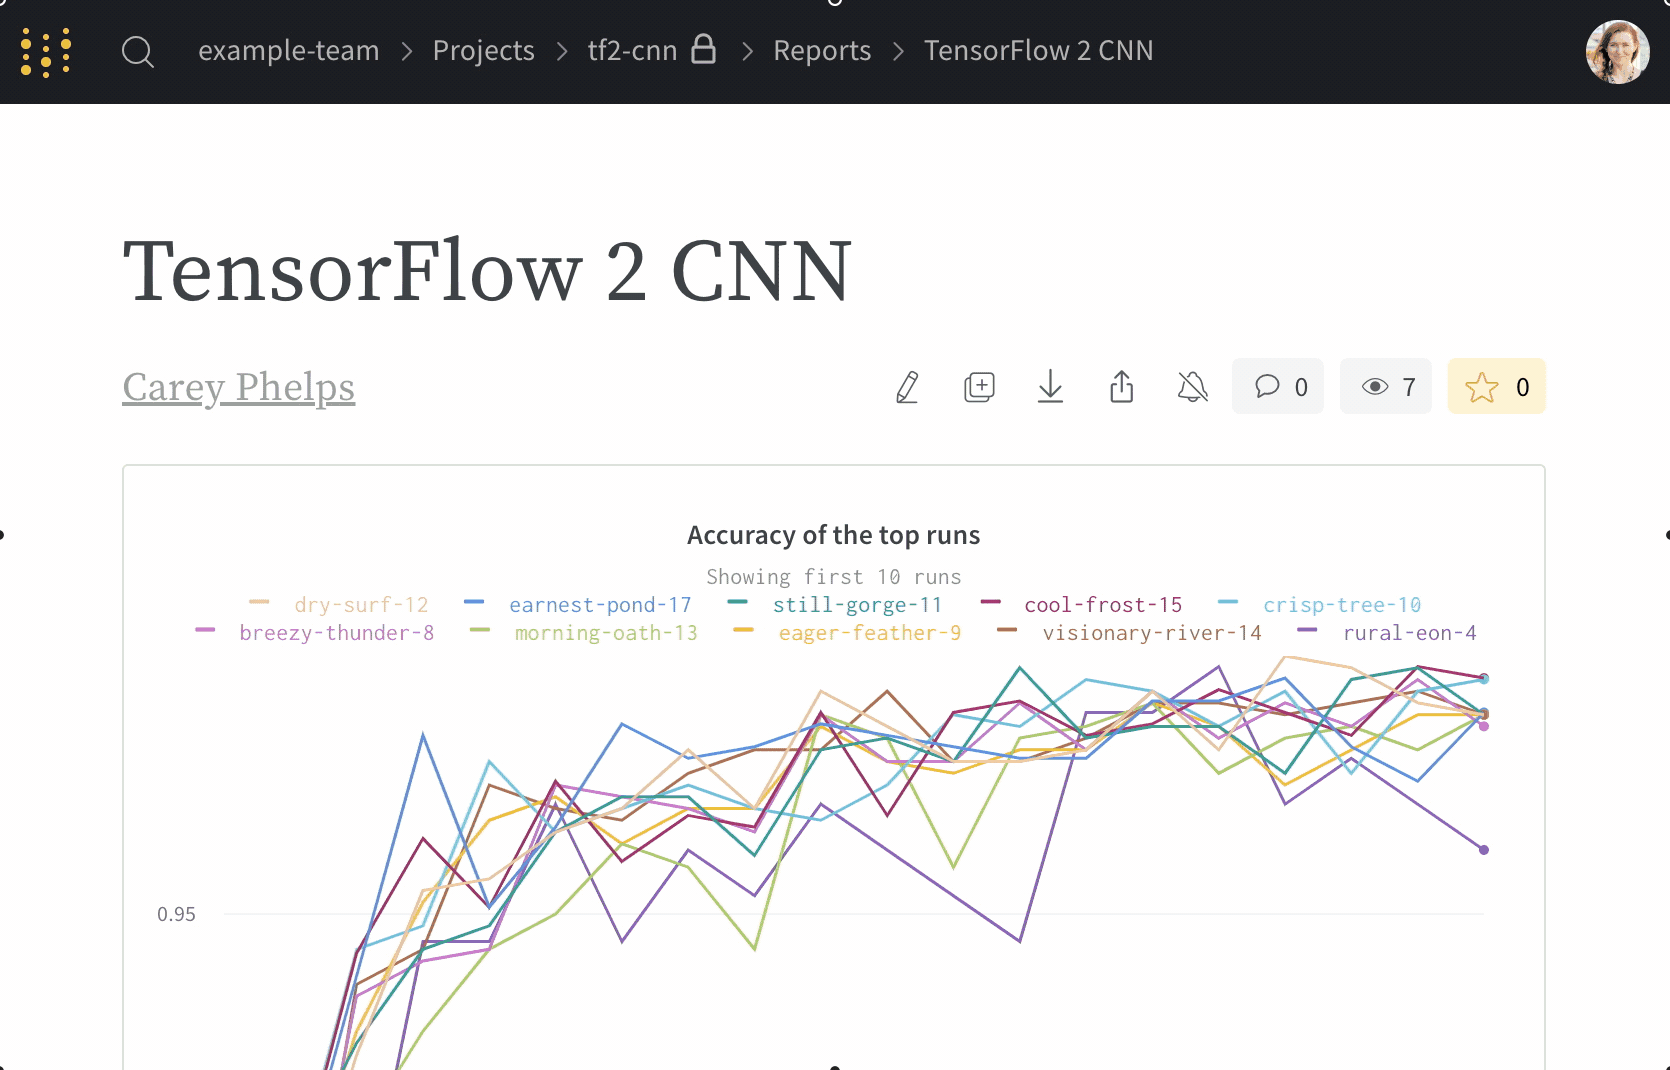 example-team > Projects > tf2-cnn > Reports > TensorFlow 2 CNN
TensorFlow 2 CNN
Carey Phelps
0 7 0
Accuracy of the top runs
Showing first 10 runs
dry-surf-12 earnest-pond-17 still-gorge-11 cool-frost-15 crisp-tree-10
breezy-thunder-8 morning-oath-13 eager-feather-9 visionary-river-14 rural-eon-4
0.95